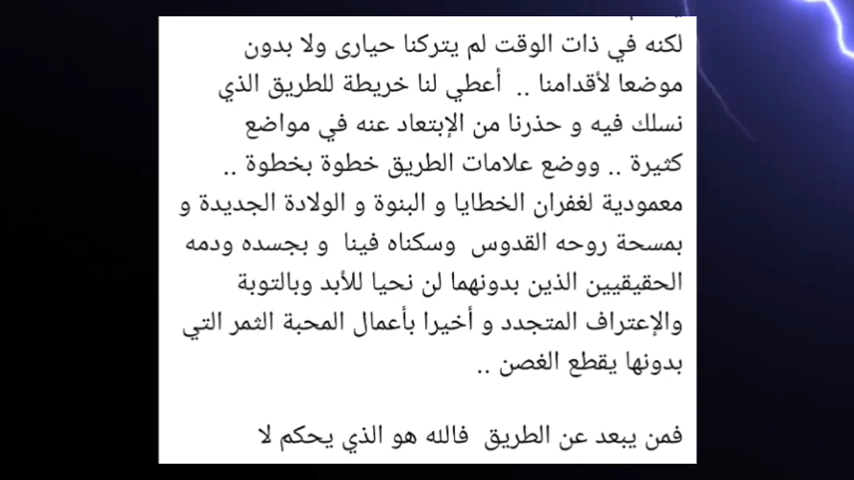 لكنه في ذات الوقت لم يتركنا حيارى ولا بدون
موضعا لأقدامنا .. أعطي لنا خريطة للطريق الذي
نسلك فيه و حذرنا من الإبتعاد عنه في مواضع
كثيرة .. ووضع علامات الطريق خطوة بخطوة ..
معمودية لغفران الخطايا و البنوة و الولادة الجديدة و
بمسحة روحه القدوس وسكناه فينا و بجسده ودمه
الحقيقيين الذين بدونهما لن نحيا للأبد وبالتوبة
والإعتراف المتجدد و أخيرا بأعمال المحبة الثمر التي
بدونها يقطع الغصن ..
فمن يبعد عن الطريق فالله هو الذي يحكم لا